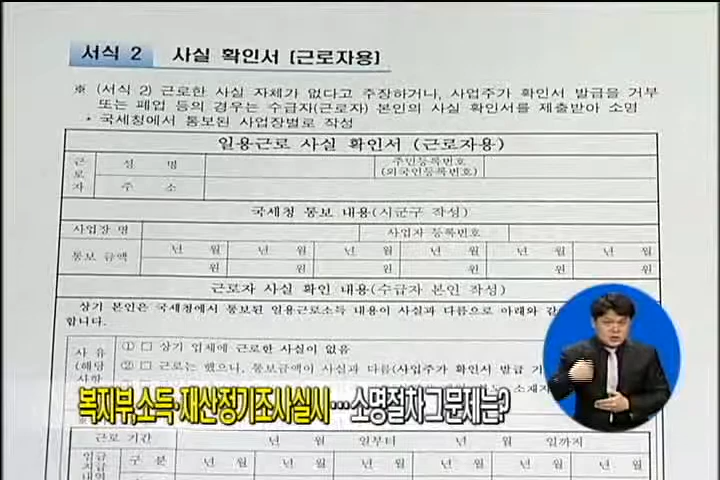 서식 2 사실 확인서 [근로자용]
※ (서식 2) 근로한 사실 자체가 없다고 주장하거나, 사업주가 확인서 발급을 거부
또는 폐업 등의 경우는 수급자(근로자) 본인의 사실 확인서를 제출받아 소명
* 국세청에서 통보된 사업장별로 작성
일용근로 사실 확인서 (근로자용)
근로자 성 명 주민등록번호 (외국인등록번호)
주 소
국세청 통보 내용(시군구 작성)
사업장 명 사업자 등록번호
통보 금액 년 월 년 월 년 월 년 월 년 월 년 월
원 원 원 원 원 원
근로자 사실 확인 내용(수급자 본인 작성)
상기 본인은 국세청에서 통보된 일용근로소득 내용이 사실과 다음으로 아래와 같
합니다.
사 유 ① □ 상기 업체에 근로한 사실이 없음
(해당 ② □ 근로는 했으나, 통보금액이 사실과 다름(사업주가 확인서 발급 기
사항
복지부, 소득·재산정기조사실시…소명절차 그 문제는?
근로 기간 년 월 일부터 년 월 일까지
임금 구 분 년 월 년 월 년 월 년 월 년 월 년 월
지급